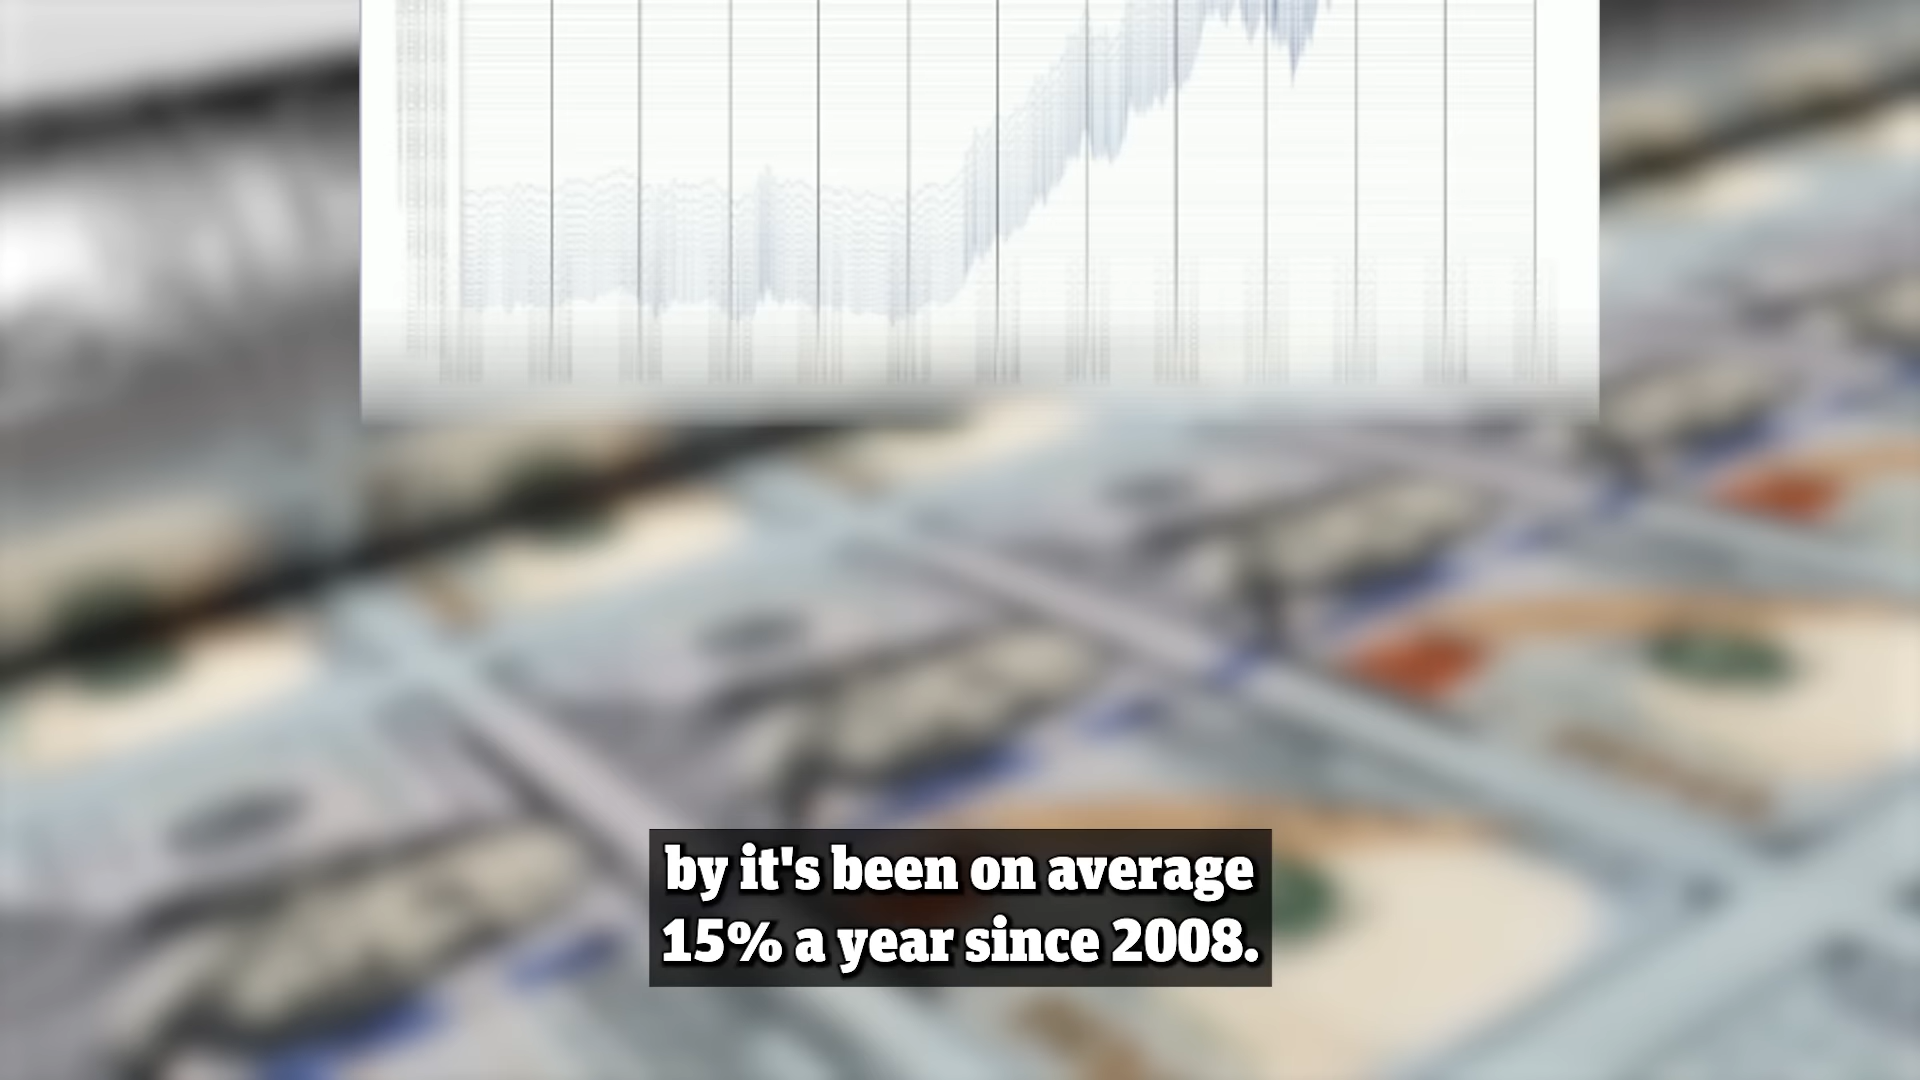 by it's been on average
15% a year since 2008.